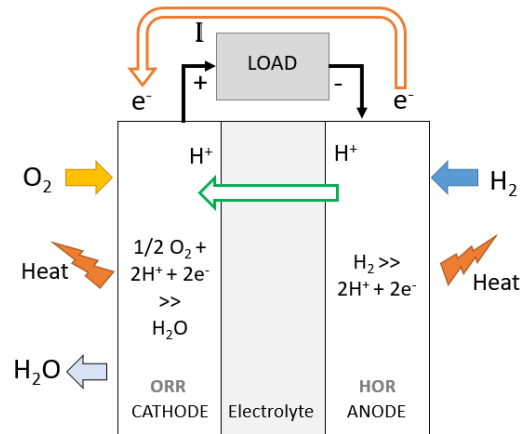 I
LOAD
+
-
e⁻
e⁻
H⁺
H⁺
O₂
H₂
Heat
Heat
1/2 O₂ +
2H⁺ + 2e⁻
>>
H₂O
H₂ >>
2H⁺ + 2e⁻
H₂O
ORR
CATHODE
Electrolyte
HOR
ANODE